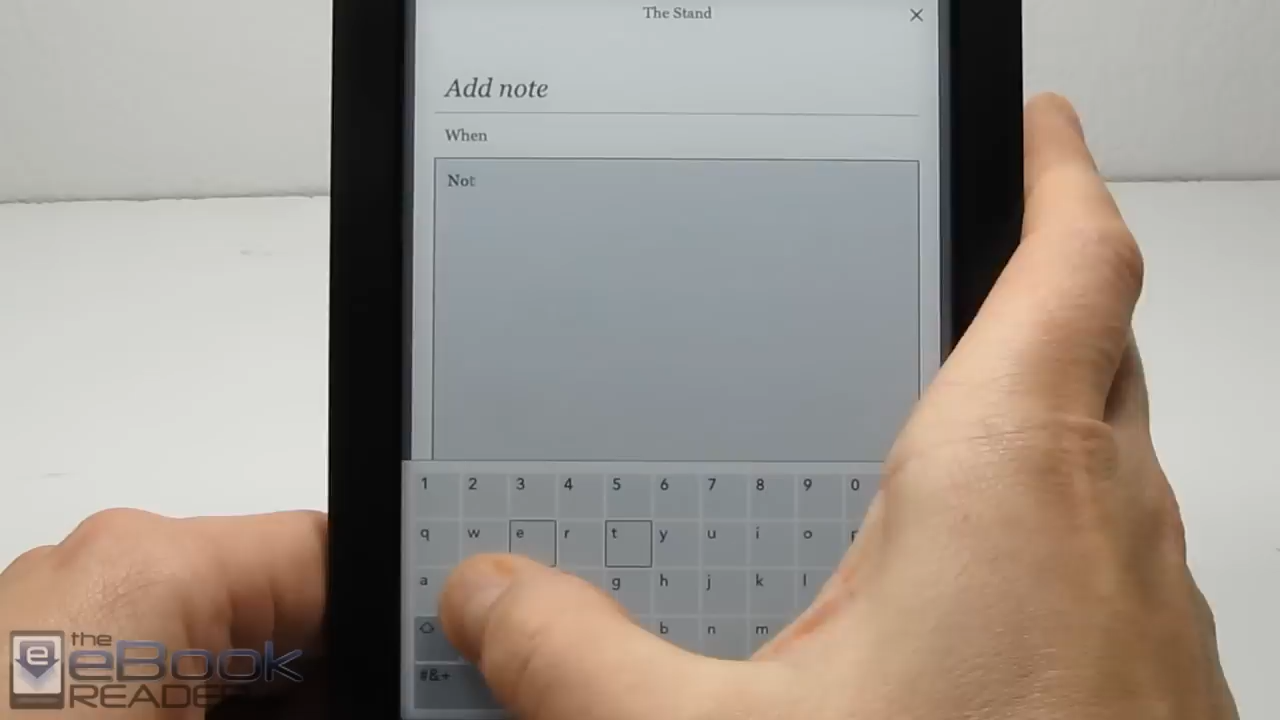 The Stand
Add note
When
Not
1 2 3 4 5 6 7 8 9 0
q w e r t y u i o
a g h j k l
b n m
#&+
the
eBook
READER